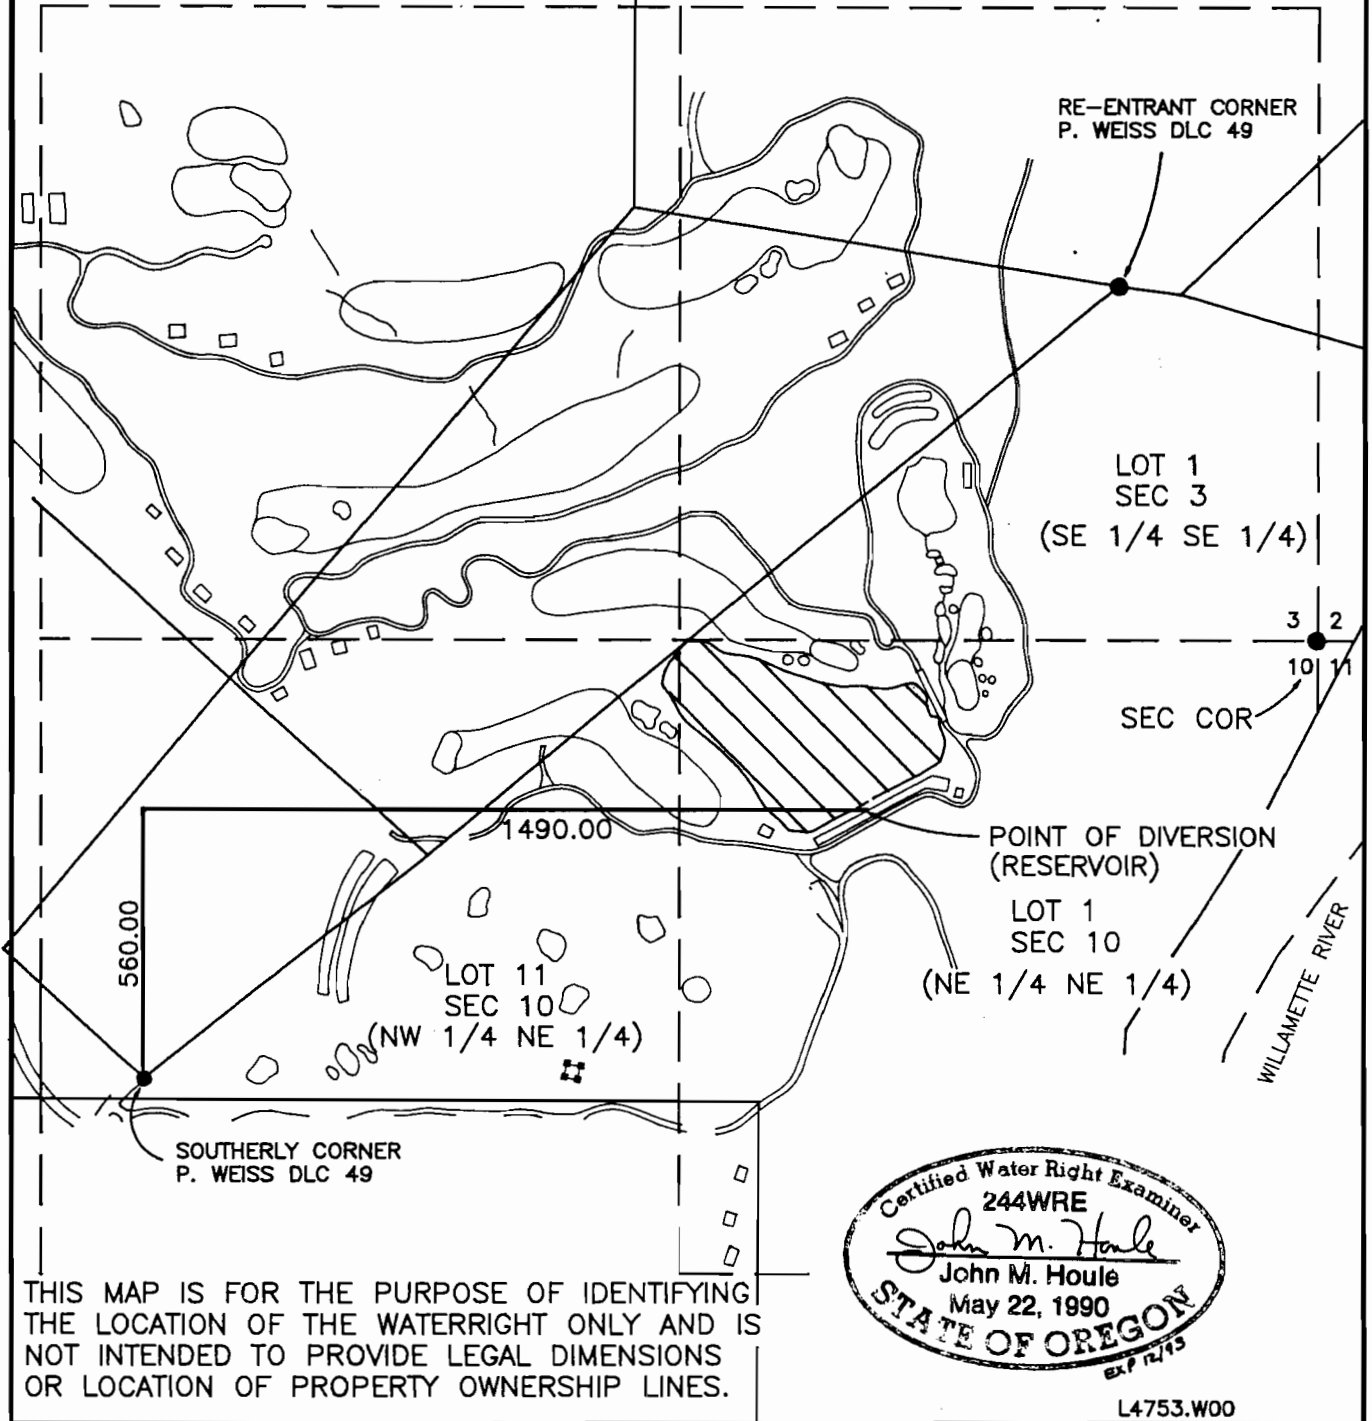 RE-ENTRANT CORNER
P. WEISS DLC 49
LOT 1
SEC 3
(SE 1/4 SE 1/4)
3 2
10 11
SEC COR
1490.00
POINT OF DIVERSION
(RESERVOIR)
560.00
LOT 1
SEC 10
(NE 1/4 NE 1/4)
WILLAMETTE RIVER
LOT 11
SEC 10
(NW 1/4 NE 1/4)
SOUTHERLY CORNER
P. WEISS DLC 49
Certified Water Right Examiner
244WRE
John M. Houle
John M. Houle
May 22, 1990
STATE OF OREGON
EXP 12/93
THIS MAP IS FOR THE PURPOSE OF IDENTIFYING
THE LOCATION OF THE WATERRIGHT ONLY AND IS
NOT INTENDED TO PROVIDE LEGAL DIMENSIONS
OR LOCATION OF PROPERTY OWNERSHIP LINES.
L4753.W00